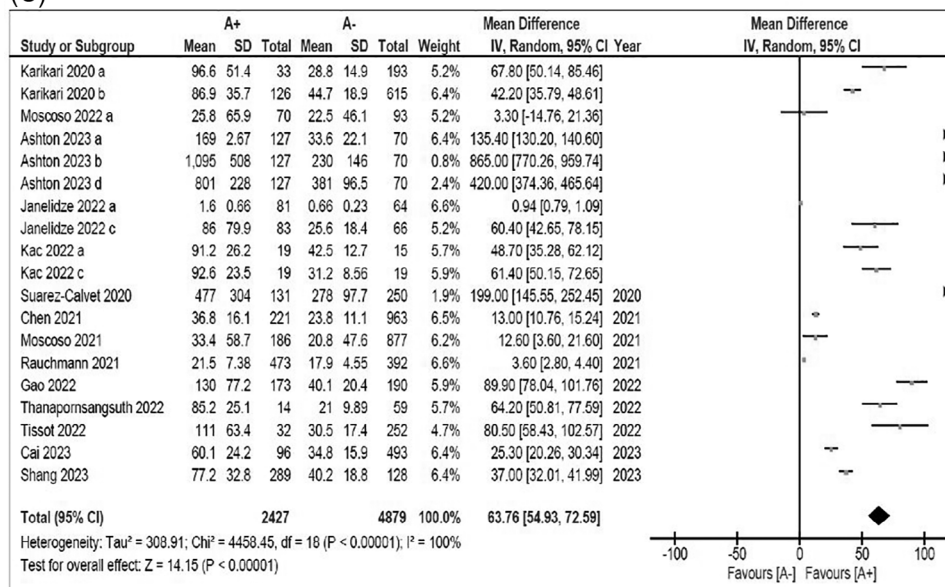 (C)
A+ A- Mean Difference Mean Difference
Study or Subgroup Mean SD Total Mean SD Total Weight IV, Random, 95% CI Year IV, Random, 95% CI
Karikari 2020 a 96.6 51.4 33 28.8 14.9 193 5.2% 67.80 [50.14, 85.46]
Karikari 2020 b 86.9 35.7 126 44.7 18.9 615 6.4% 42.20 [35.79, 48.61]
Moscoso 2022 a 25.8 65.9 70 22.5 46.1 93 5.2% 3.30 [-14.76, 21.36]
Ashton 2023 a 169 2.67 127 33.6 22.1 70 6.4% 135.40 [130.20, 140.60]
Ashton 2023 b 1,095 508 127 230 146 70 0.8% 865.00 [770.26, 959.74]
Ashton 2023 d 801 228 127 381 96.5 70 2.4% 420.00 [374.36, 465.64]
Janelidze 2022 a 1.6 0.66 81 0.66 0.23 64 6.6% 0.94 [0.79, 1.09]
Janelidze 2022 c 86 79.9 83 25.6 18.4 66 5.2% 60.40 [42.65, 78.15]
Kac 2022 a 91.2 26.2 19 42.5 12.7 15 5.7% 48.70 [35.28, 62.12]
Kac 2022 c 92.6 23.5 19 31.2 8.56 19 5.9% 61.40 [50.15, 72.65]
Suarez-Calvet 2020 477 304 131 278 97.7 250 1.9% 199.00 [145.55, 252.45] 2020
Chen 2021 36.8 16.1 221 23.8 11.1 963 6.5% 13.00 [10.76, 15.24] 2021
Moscoso 2021 33.4 58.7 186 20.8 47.6 877 6.2% 12.60 [3.60, 21.60] 2021
Rauchmann 2021 21.5 7.38 473 17.9 4.55 392 6.6% 3.60 [2.80, 4.40] 2021
Gao 2022 130 77.2 173 40.1 20.4 190 5.9% 89.90 [78.04, 101.76] 2022
Thanapornsangsuth 2022 85.2 25.1 14 21 9.89 59 5.7% 64.20 [50.81, 77.59] 2022
Tissot 2022 111 63.4 32 30.5 17.4 252 4.7% 80.50 [58.43, 102.57] 2022
Cai 2023 60.1 24.2 96 34.8 15.9 493 6.4% 25.30 [20.26, 30.34] 2023
Shang 2023 77.2 32.8 289 40.2 18.8 128 6.4% 37.00 [32.01, 41.99] 2023
Total (95% CI) 2427 4879 100.0% 63.76 [54.93, 72.59]
Heterogeneity: Tau² = 308.91; Chi² = 4458.45, df = 18 (P < 0.00001); I² = 100%
Test for overall effect: Z = 14.15 (P < 0.00001)
-100 -50 0 50 100
Favours [A-] Favours [A+]